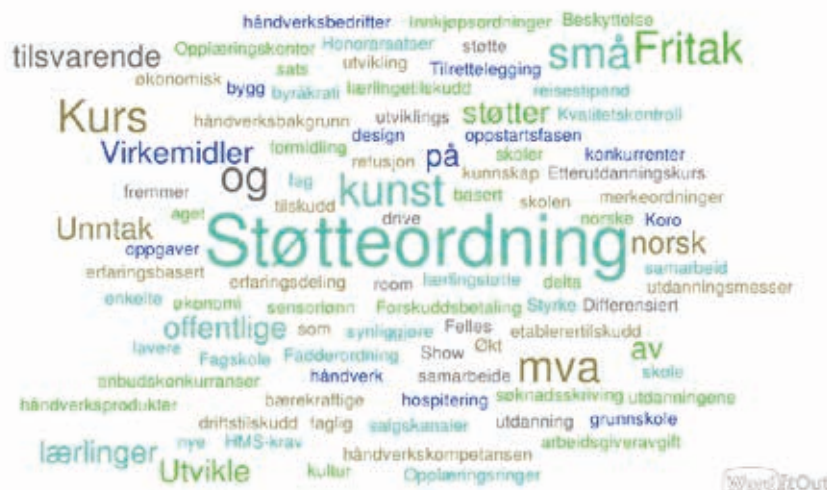 håndverksbedrifter Innkjøpsordninger Beskyttelse
tilsvarende Opplæringskontor Honorarsatser støtte små Fritak
økonomisk sats utvikling Tilrettelegging
bygg byråkrati lærlingetilskudd reisestipend
Kurs håndverksbakgrunn utviklings støtter Kvalitetskontroll
Virkemidler formidling design oppstartsfasen
og refusjon på skoler konkurrenter
fremmer fag kunst kunnskap Etterutdanningskurs
aget tilskudd drive basert skolen merkeordninger
Unntak Støtteordning norske Koro
oppgaver norsk samarbeid
erfaringsbasert erfaringsdeling room lærlingstøtte delta utdanningsmesser
enkelte økonomi sensorlønn Forskuddsbetaling Styrke Differensiert
offentlige som synliggjøre Felles etablerertilskudd
lavere Fagskole Fadderordning Show Økt av
anbudskonkurranser håndverk samarbeide mva skole
håndverksprodukter bærekraftige hospitering søknadsskriving utdanningene
driftstilskudd faglig salgskanaler utdanning grunnskole
lærlinger nye HMS-krav håndverkskompetansen arbeidsgiveravgift
Utvikle kultur Opplæringsringer
WordItOut